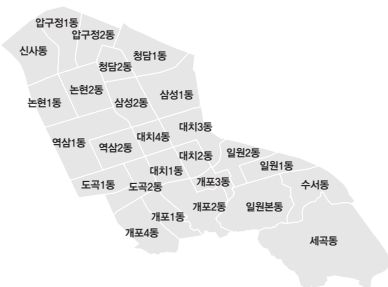 압구정1동
압구정2동
신사동
청담1동
청담2동
논현2동
논현1동
삼성2동
삼성1동
대치3동
대치4동
역삼1동
역삼2동
대치2동
일원2동
일원1동
대치1동
개포3동
수서동
도곡1동
도곡2동
개포2동
일원본동
개포1동
개포4동
세곡동